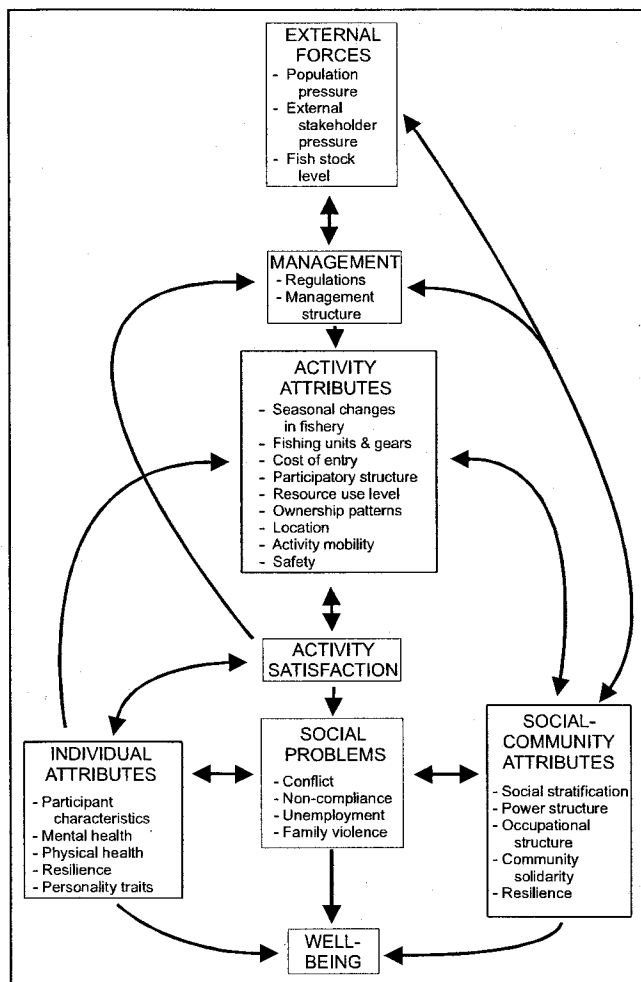 EXTERNAL
FORCES
- Population
pressure
- External
stakeholder
pressure
- Fish stock
level
MANAGEMENT
- Regulations
- Management
structure
ACTIVITY
ATTRIBUTES
- Seasonal changes
in fishery
- Fishing units & gears
- Cost of entry
- Participatory structure
- Resource use level
- Ownership patterns
- Location
- Activity mobility
- Safety
ACTIVITY
SATISFACTION
INDIVIDUAL
ATTRIBUTES
- Participant
characteristics
- Mental health
- Physical health
- Resilience
- Personality traits
SOCIAL
PROBLEMS
- Conflict
- Non-compliance
- Unemployment
- Family violence
SOCIAL-
COMMUNITY
ATTRIBUTES
- Social stratification
- Power structure
- Occupational
structure
- Community
solidarity
- Resilience
WELL-
BEING